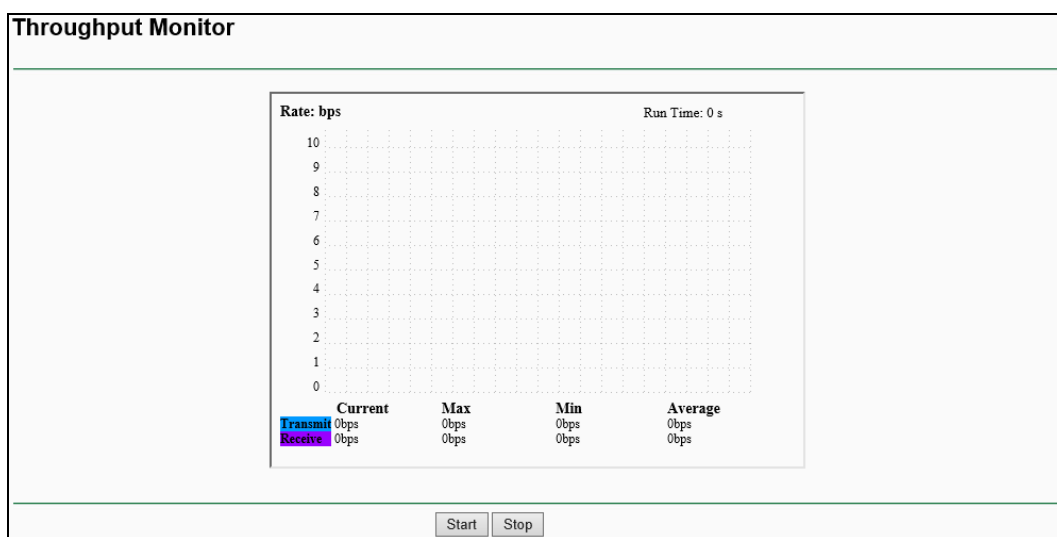 Throughput Monitor
Rate: bps Run Time: 0 s
10
9
8
7
6
5
4
3
2
1
0
Current Max Min Average
Transmit 0bps 0bps 0bps 0bps
Receive 0bps 0bps 0bps 0bps
Start Stop